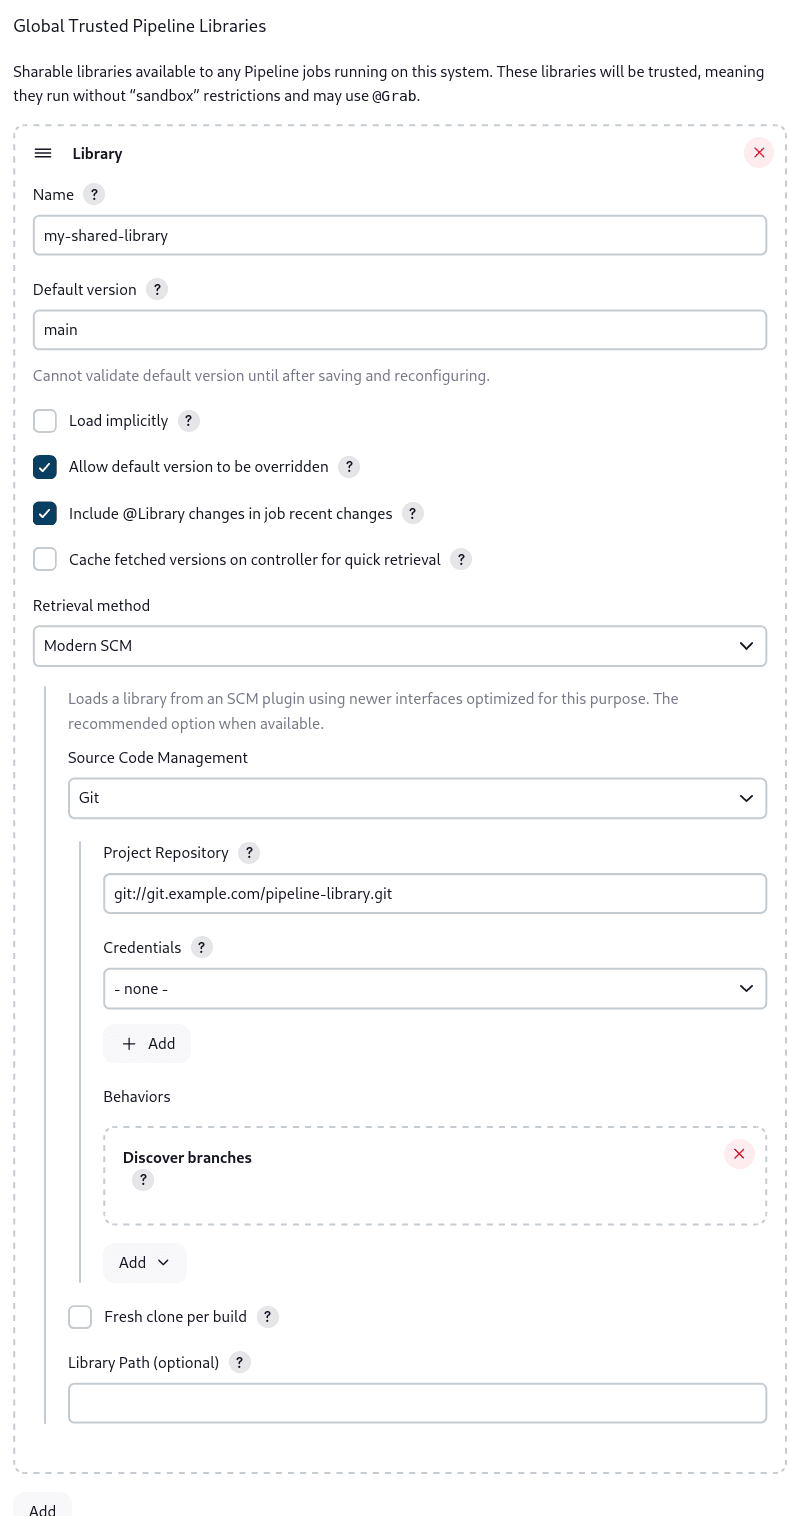 Global Trusted Pipeline Libraries
Sharable libraries available to any Pipeline jobs running on this system. These libraries will be trusted, meaning
they run without “sandbox” restrictions and may use @Grab.
Library
Name ?
my-shared-library
Default version ?
main
Cannot validate default version until after saving and reconfiguring.
Load implicitly ?
Allow default version to be overridden ?
Include @Library changes in job recent changes ?
Cache fetched versions on controller for quick retrieval ?
Retrieval method
Modern SCM
Loads a library from an SCM plugin using newer interfaces optimized for this purpose. The
recommended option when available.
Source Code Management
Git
Project Repository ?
git://git.example.com/pipeline-library.git
Credentials ?
- none -
Add
Behaviors
Discover branches
?
Add
Fresh clone per build ?
Library Path (optional) ?
Add